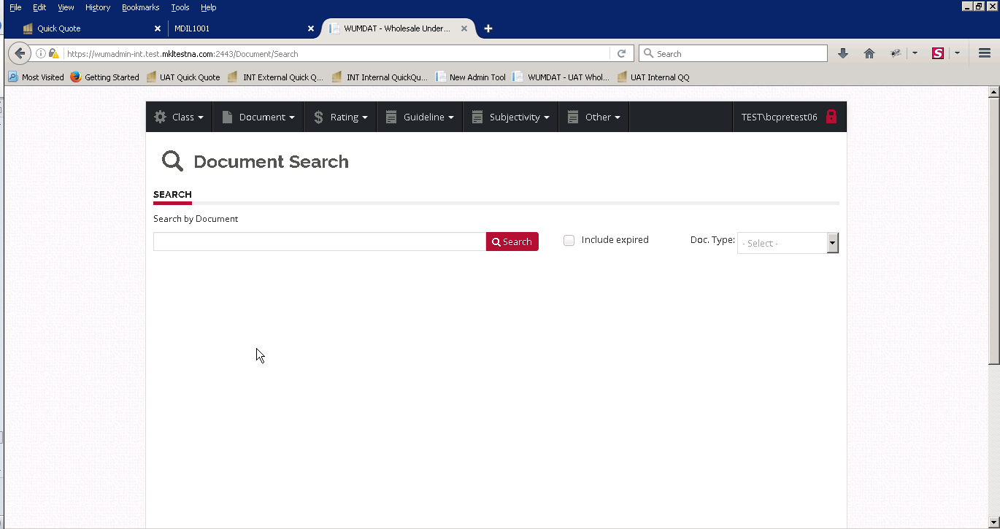 File Edit View History Bookmarks Tools Help
Quick Quote MDIL1001 WUMDAT - Wholesale Under...
https://wumadmin-int.test.mkltestna.com:2443/Document/Search Search
Most Visited Getting Started UAT Quick Quote INT External Quick Q... INT Internal QuickQu... New Admin Tool WUMDAT - UAT Whol... UAT Internal QQ
Class Document Rating Guideline Subjectivity Other TEST\bcpretest06
Document Search
SEARCH
Search by Document
Search Include expired Doc. Type: - Select -